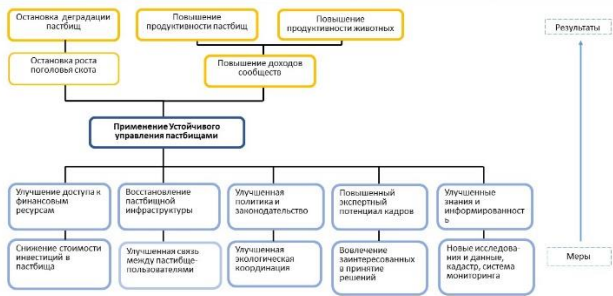 Остановка деградации
пастбищ
Повышение
продуктивности пастбищ
Повышение
продуктивности животных
Результаты
Остановка роста
поголовья скота
Повышение доходов
сообществ
Применение Устойчивого
управления пастбищами
Улучшение доступа к
финансовым
ресурсам
Восстановление
пастбищной
инфраструктуры
Улучшенная
политика и
законодательство
Повышенный
экспертный
потенциал кадров
Улучшенные
знания и
информированност
ь
Снижение стоимости
инвестиций в
пастбища
Улучшенная связь
между пастбище-
пользователями
Улучшенная
экологическая
координация
Вовлечение
заинтересованных
в принятие
решений
Новые исследова-
ния и данные,
кадастр, система
мониторинга
Меры